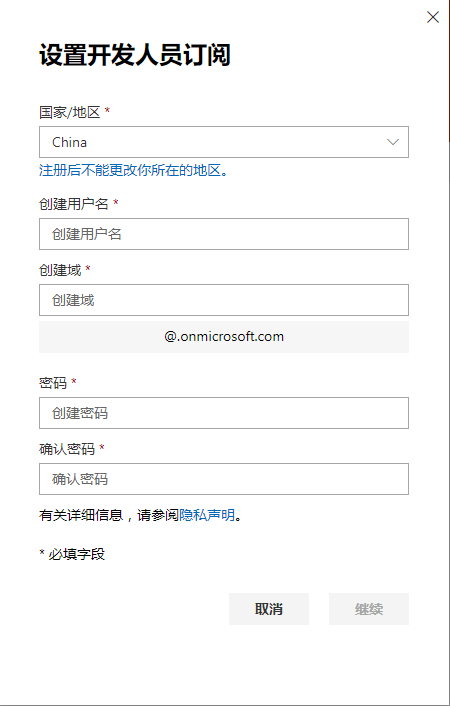 设置开发人员订阅
国家/地区 *
China
注册后不能更改你所在的地区。
创建用户名 *
创建用户名
创建域 *
创建域
@.onmicrosoft.com
密码 *
创建密码
确认密码 *
确认密码
有关详细信息，请参阅隐私声明。
* 必填字段
取消 继续